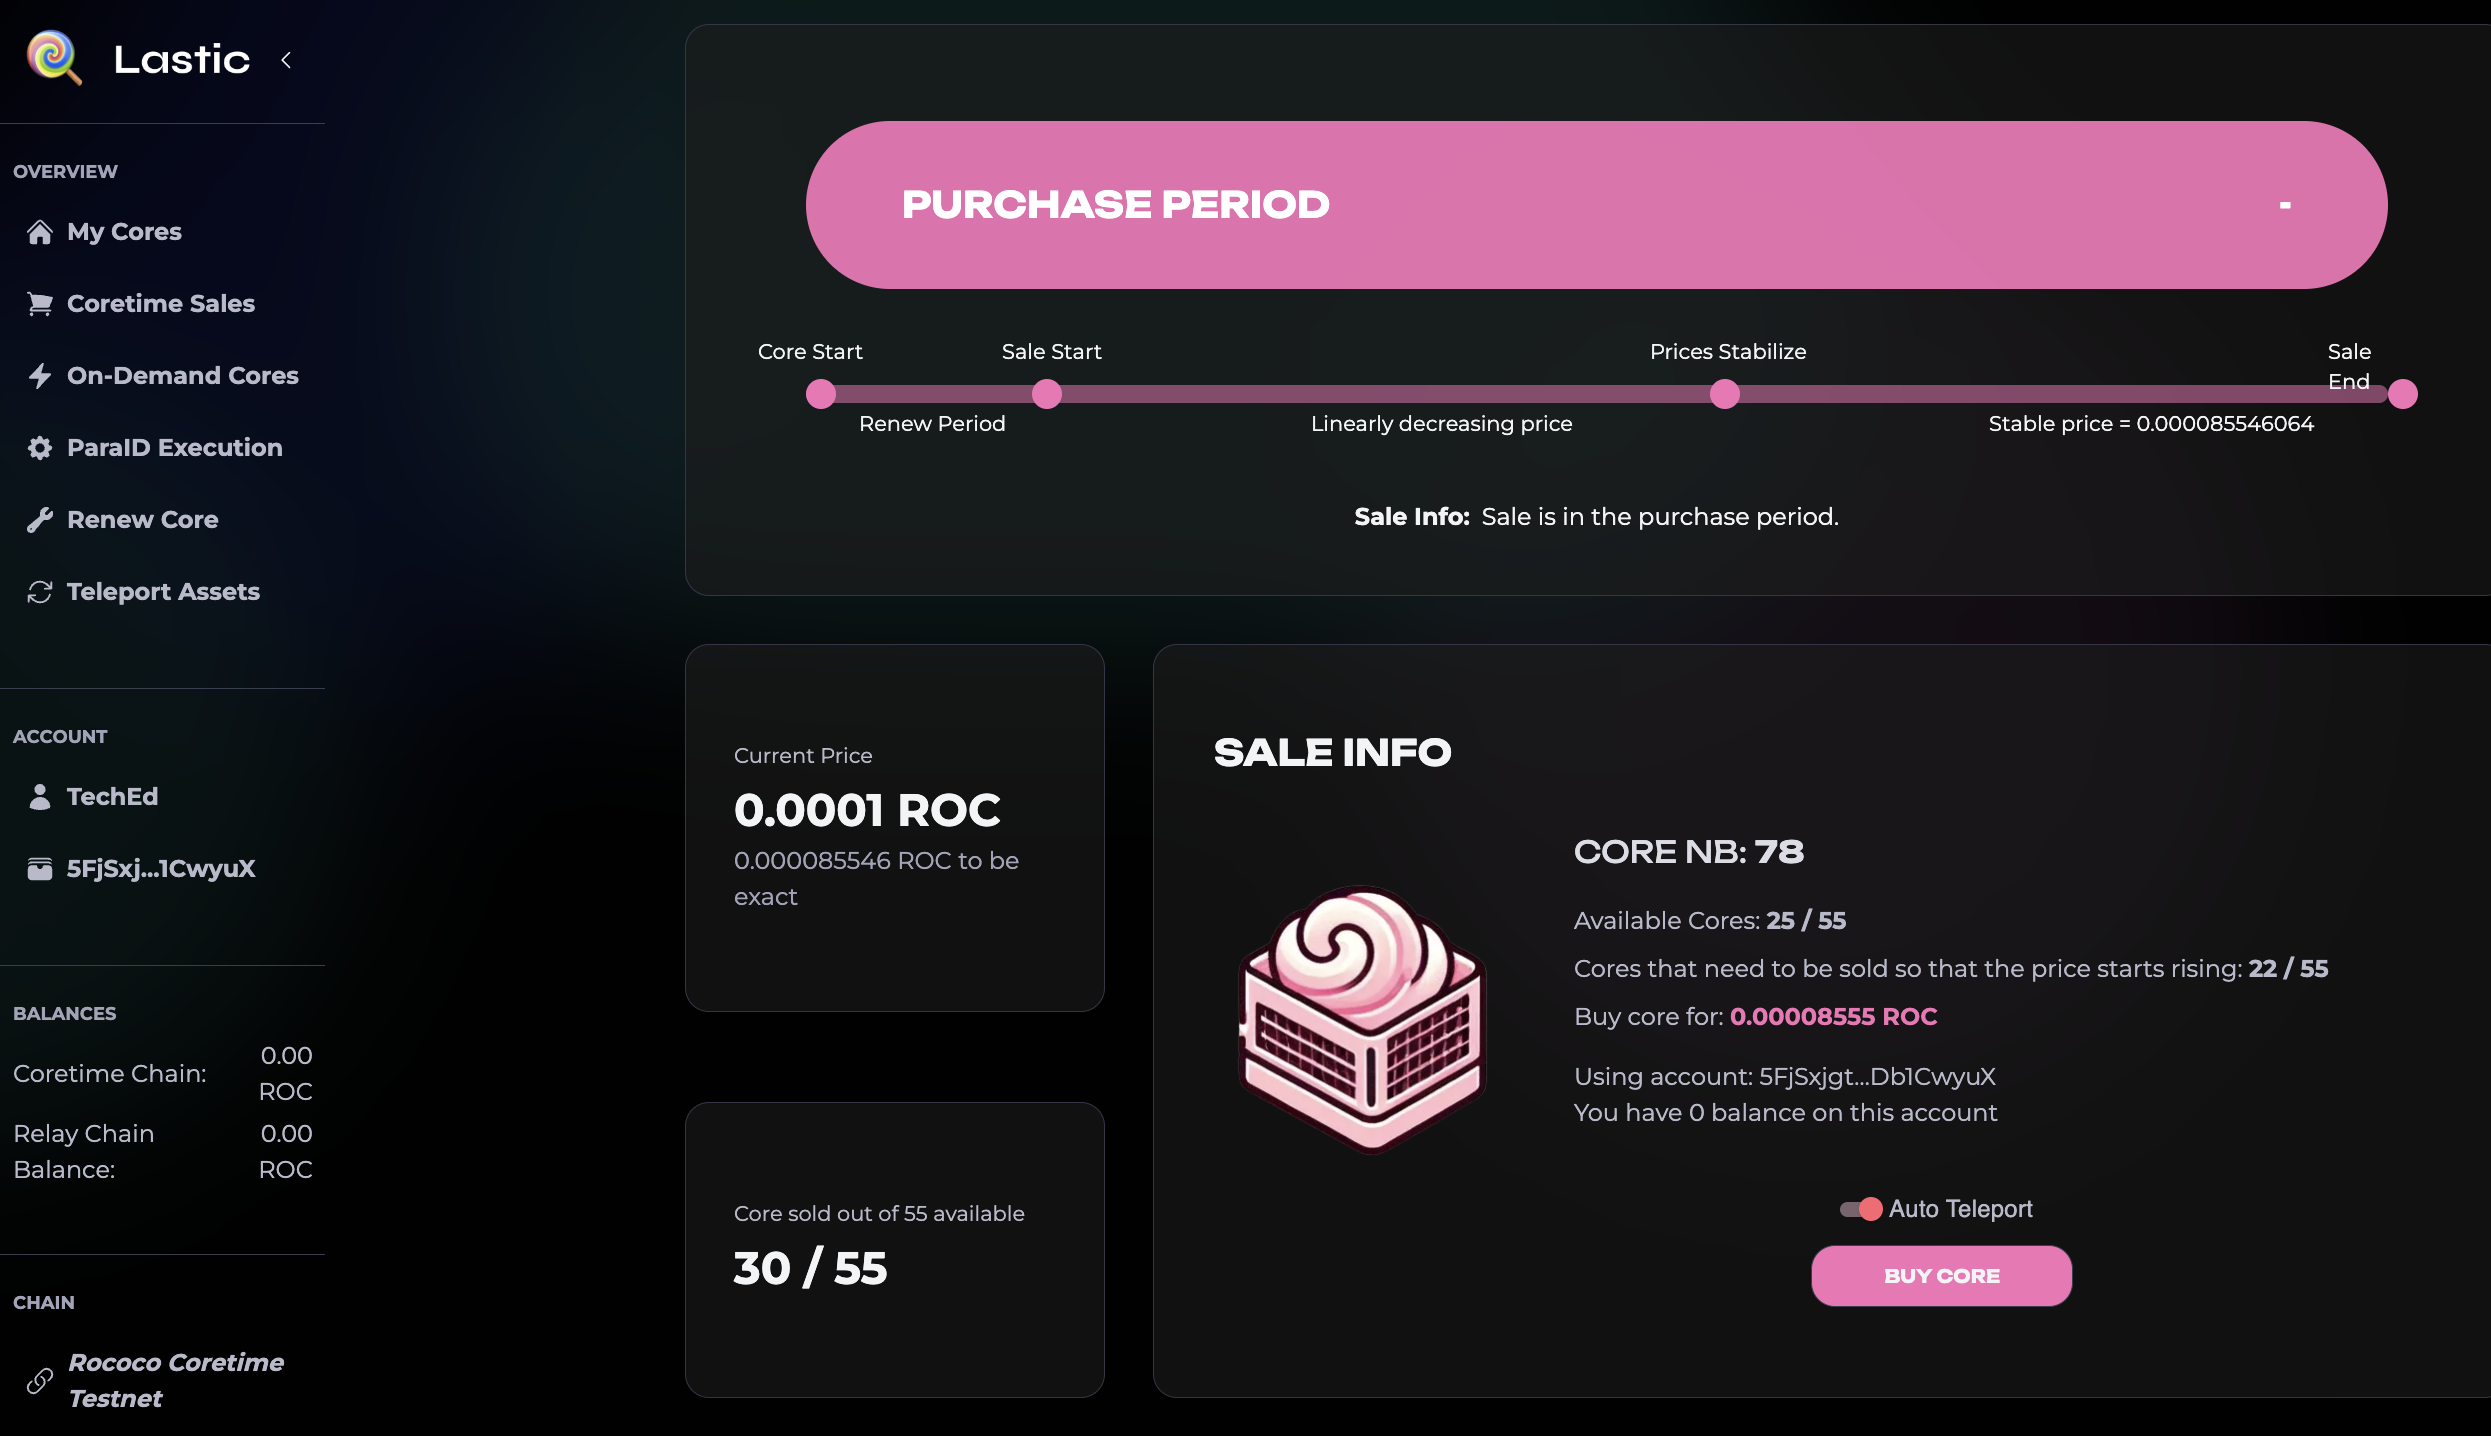 Lastic
OVERVIEW
My Cores
Coretime Sales
On-Demand Cores
ParaID Execution
Renew Core
Teleport Assets
ACCOUNT
TechEd
5FjSxj...1CwyuX
BALANCES
Coretime Chain:
0.00
ROC
Relay Chain
Balance:
0.00
ROC
CHAIN
Rococo Coretime
Testnet
PURCHASE PERIOD
-
Core Start
Sale Start
Prices Stabilize
Sale
End
Renew Period
Linearly decreasing price
Stable price = 0.000085546064
Sale Info: Sale is in the purchase period.
Current Price
0.0001 ROC
0.000085546 ROC to be
exact
Core sold out of 55 available
30 / 55
SALE INFO
CORE NB: 78
Available Cores: 25 / 55
Cores that need to be sold so that the price starts rising: 22 / 55
Buy core for: 0.00008555 ROC
Using account: 5FjSxjgt...Db1CwyuX
You have 0 balance on this account
Auto Teleport
BUY CORE